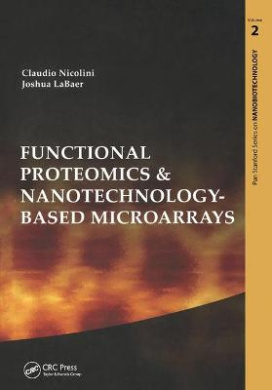 Claudio Nicolini
Joshua LaBaer
Volume
2
Pan Stanford Series on NANOBIOTECHNOLOGY
FUNCTIONAL
PROTEOMICS &
NANOTECHNOLOGY-
BASED MICROARRAYS
CRC Press
Taylor & Francis Group